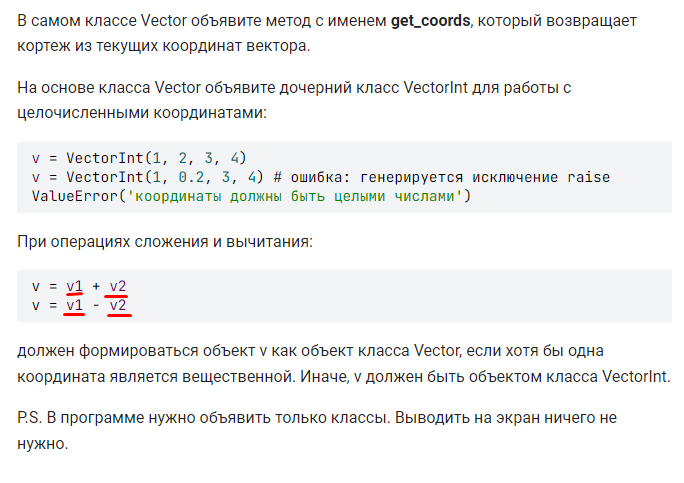 В самом классе Vector объявите метод с именем get_coords, который возвращает
кортеж из текущих координат вектора.
На основе класса Vector объявите дочерний класс VectorInt для работы с
целочисленными координатами:
v = VectorInt(1, 2, 3, 4)
v = VectorInt(1, 0.2, 3, 4) # ошибка: генерируется исключение raise
ValueError('координаты должны быть целыми числами')
При операциях сложения и вычитания:
v = v1 + v2
v = v1 - v2
должен формироваться объект v как объект класса Vector, если хотя бы одна
координата является вещественной. Иначе, v должен быть объектом класса VectorInt.
P.S. В программе нужно объявить только классы. Выводить на экран ничего не
нужно.